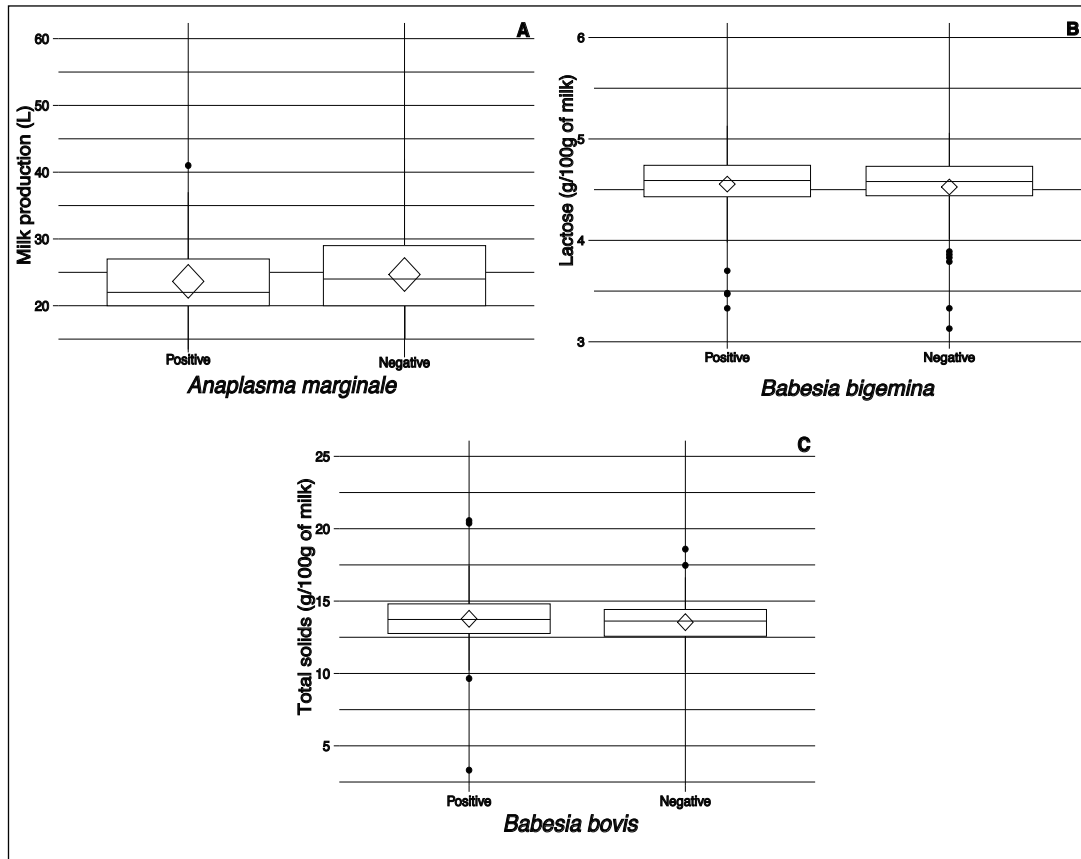 A
Milk production (L)
60
50
40
30
20
Positive
Negative
Anaplasma marginale
B
Lactose (g/100g of milk)
6
5
4
3
Positive
Negative
Babesia bigemina
C
Total solids (g/100g of milk)
25
20
15
10
5
Positive
Negative
Babesia bovis